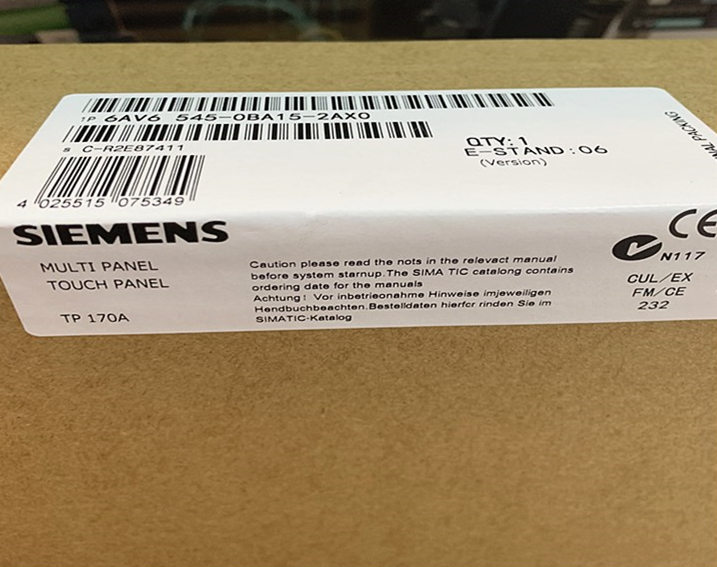 1P 6AV6 545-0BA15-2AX0
S C-R2E87411
QTY:1
E-STAND:06
(Version)
4 025515 075349
SIEMENS
MULTI PANEL
TOUCH PANEL
TP 170A
Caution please read the nots in the relevact manual
before system starnup.The SIMA TIC catalong contains
ordering date for the manuals
Achtung! Vor inbetrieonahme Hinweise imjeweiligen
Hendbuchbeachten.Bestelldaten hierfcr rinden Sie im
SIMATIC-Katalog
CE
N117
CUL/EX
FM/CE
232
PACKING